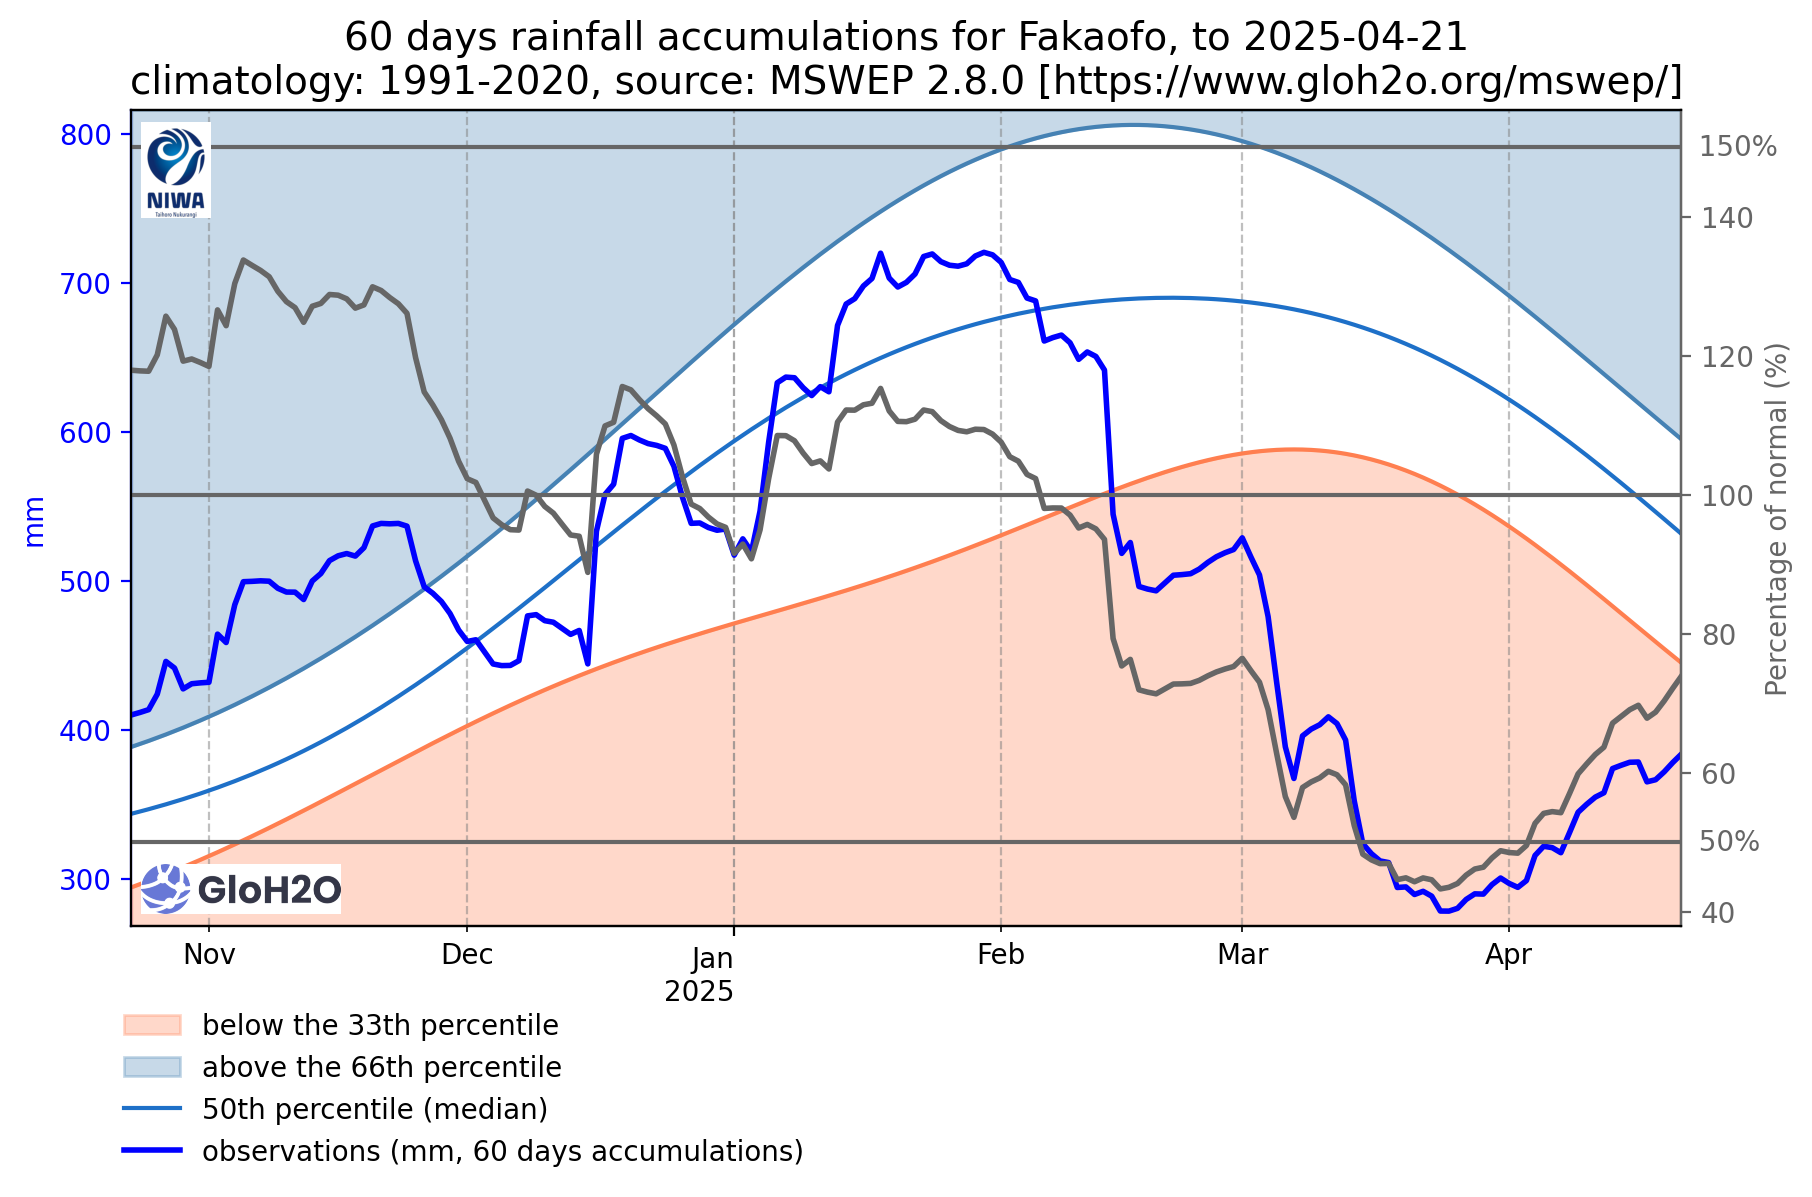 60 days rainfall accumulations for Fakaofo, to 2025-04-21
climatology: 1991-2020, source: MSWEP 2.8.0 [https://www.gloh2o.org/mswep/]
800
700
600
500
400
300
mm
NIWA
Taihoro Nukurangi
GloH2O
150%
140
120
100
80
60
50%
40
Percentage of normal (%)
Nov
Dec
Jan
2025
Feb
Mar
Apr
below the 33th percentile
above the 66th percentile
50th percentile (median)
observations (mm, 60 days accumulations)